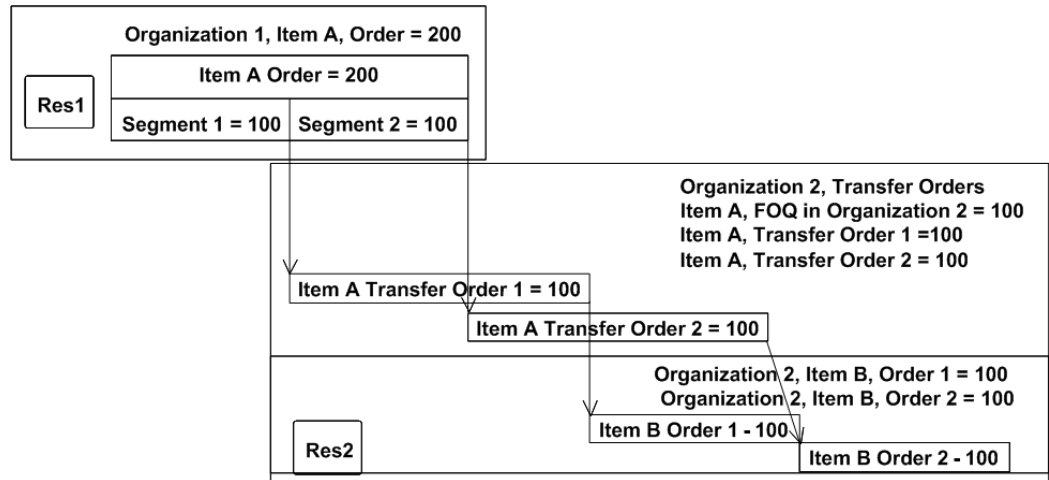 Organization 1, Item A, Order = 200
Item A Order = 200
Res1
Segment 1 = 100
Segment 2 = 100
Organization 2, Transfer Orders
Item A, FOQ in Organization 2 = 100
Item A, Transfer Order 1 =100
Item A, Transfer Order 2 = 100
Item A Transfer Order 1 = 100
Item A Transfer Order 2 = 100
Organization 2, Item B, Order 1 = 100
Organization 2, Item B, Order 2 = 100
Item B Order 1 - 100
Res2
Item B Order 2 - 100